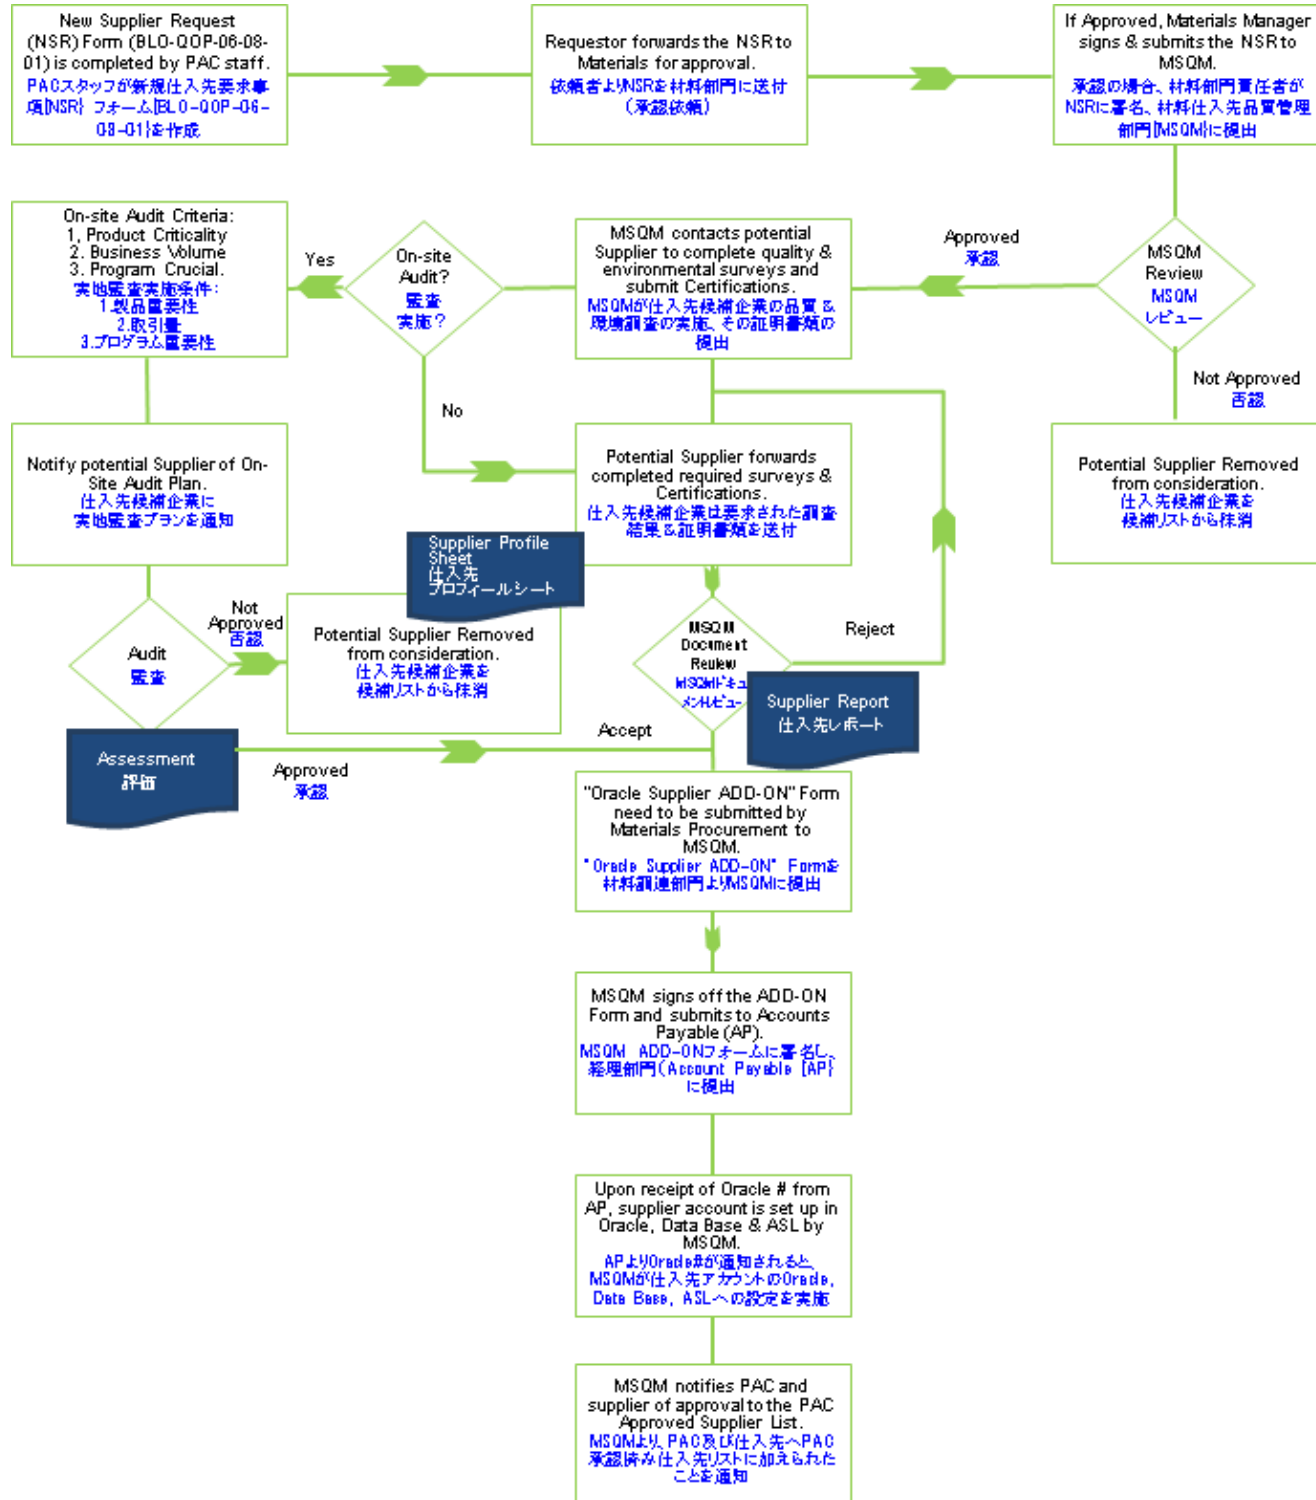 New Supplier Request
(NSR) Form (BLO-QOP-06-08-
01) is completed by PAC staff.
PACスタッフが新規仕入先要求事
項[NSR} フォーム[BLO-QOP-06-
08-01}を作成
Requestor forwards the NSR to
Materials for approval.
依頼者よりNSRを材料部門に送付
(承認依頼)
If Approved, Materials Manager
signs & submits the NSR to
MSQM.
承認の場合、材料部門責任者が
NSRに署名、材料仕入先品質管理
部門[MSQM}に提出
On-site Audit Criteria:
1, Product Criticality
2. Business Volume
3. Program Crucial.
実地監査実施条件:
1.製品重要性
2.取引量
3.プログラム重要性
Yes
On-site
Audit?
監査
実施?
MSQM contacts potential
Supplier to complete quality &
environmental surveys and
submit Certifications.
MSQMが仕入先候補企業の品質 &
環境調査の実施、その証明書類の
提出
Approved
承認
MSQM
Review
MSQM
レビュー
No
Not Approved
否認
Notify potential Supplier of On-
Site Audit Plan.
仕入先候補企業に
実地監査プランを通知
Potential Supplier forwards
completed required surveys &
Certifications.
仕入先候補企業は要求された調査
結果&証明書類を送付
Potential Supplier Removed
from consideration.
仕入先候補企業を
候補リストから抹消
Supplier Profile
Sheet
仕入先
プロフィールシート
Audit
監査
Not
Approved
否認
Potential Supplier Removed
from consideration.
仕入先候補企業を
候補リストから抹消
MSQM
Document
Review
MSQMドキュ
メントレビュー
Reject
Supplier Report
仕入先レポート
Assessment
評価
Approved
承認
Accept
"Oracle Supplier ADD-ON" Form
need to be submitted by
Materials Procurement to
MSQM.
"Oracle Supplier ADD-ON" Formを
材料調達部門よりMSQMに提出
MSQM signs off the ADD-ON
Form and submits to Accounts
Payable (AP).
MSQM ADD-ONフォームに署名し、
経理部門(Account Payable [AP}
に提出
Upon receipt of Oracle # from
AP, supplier account is set up in
Oracle, Data Base & ASL by
MSQM.
APよりOracle#が通知されると、
MSQMが仕入先アカウントのOracle,
Data Base, ASLへの設定を実施
MSQM notifies PAC and
supplier of approval to the PAC
Approved Supplier List.
MSQMより、PAC及び仕入先へPAC
承認済み仕入先リストに加えられた
ことを通知